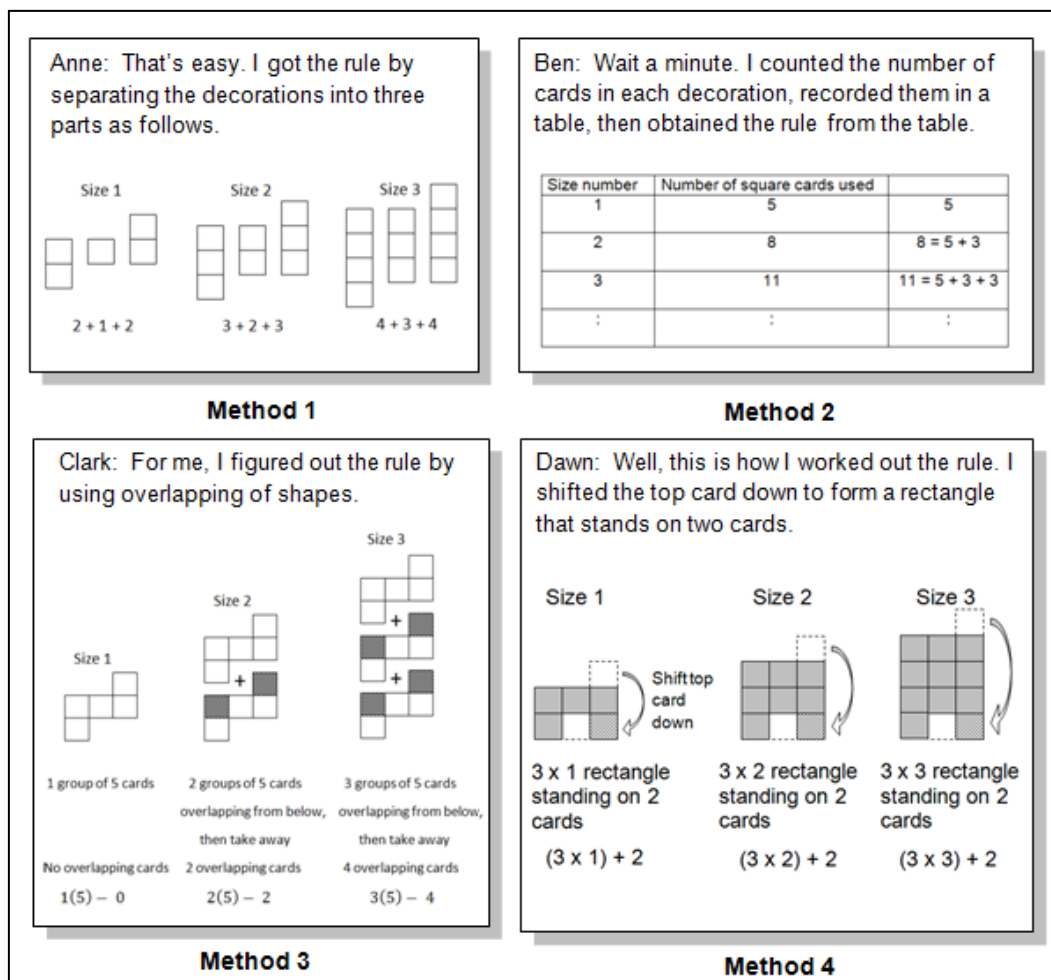 Anne: That's easy. I got the rule by
separating the decorations into three
parts as follows.
Size 1
Size 2
Size 3
2 + 1 + 2
3 + 2 + 3
4 + 3 + 4
Method 1
Ben: Wait a minute. I counted the number of
cards in each decoration, recorded them in a
table, then obtained the rule from the table.
Size number Number of square cards used
1 5 5
2 8 8 = 5 + 3
3 11 11 = 5 + 3 + 3
: : :
Method 2
Clark: For me, I figured out the rule by
using overlapping of shapes.
Size 1
Size 2
Size 3
+
+
+
1 group of 5 cards
No overlapping cards
1(5) − 0
2 groups of 5 cards
overlapping from below,
then take away
2 overlapping cards
2(5) − 2
3 groups of 5 cards
overlapping from below,
then take away
4 overlapping cards
3(5) − 4
Method 3
Dawn: Well, this is how I worked out the rule. I
shifted the top card down to form a rectangle
that stands on two cards.
Size 1
Size 2
Size 3
Shift top
card
down
3 x 1 rectangle
standing on 2
cards
(3 x 1) + 2
3 x 2 rectangle
standing on 2
cards
(3 x 2) + 2
3 x 3 rectangle
standing on 2
cards
(3 x 3) + 2
Method 4